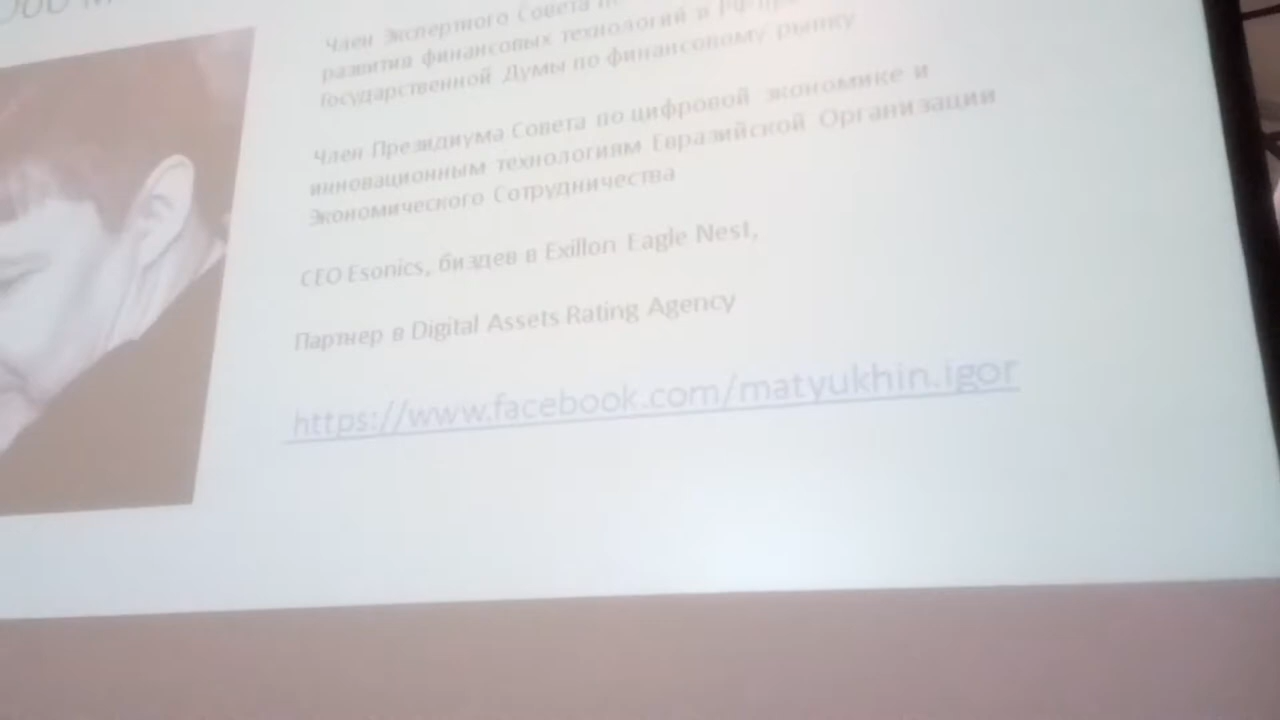 Член Экспертного Совета по
развития финансовых технологий в РФ пр
Государственной Думы по финансовому рынку
Член Президиума Совета по цифровой экономике и
инновационным технологиям Евразийской Организации
Экономического Сотрудничества
CEO Esonics, биздев в Exillon Eagle Nest,
Партнер в Digital Assets Rating Agency
https://www.facebook.com/matyukhin.igor